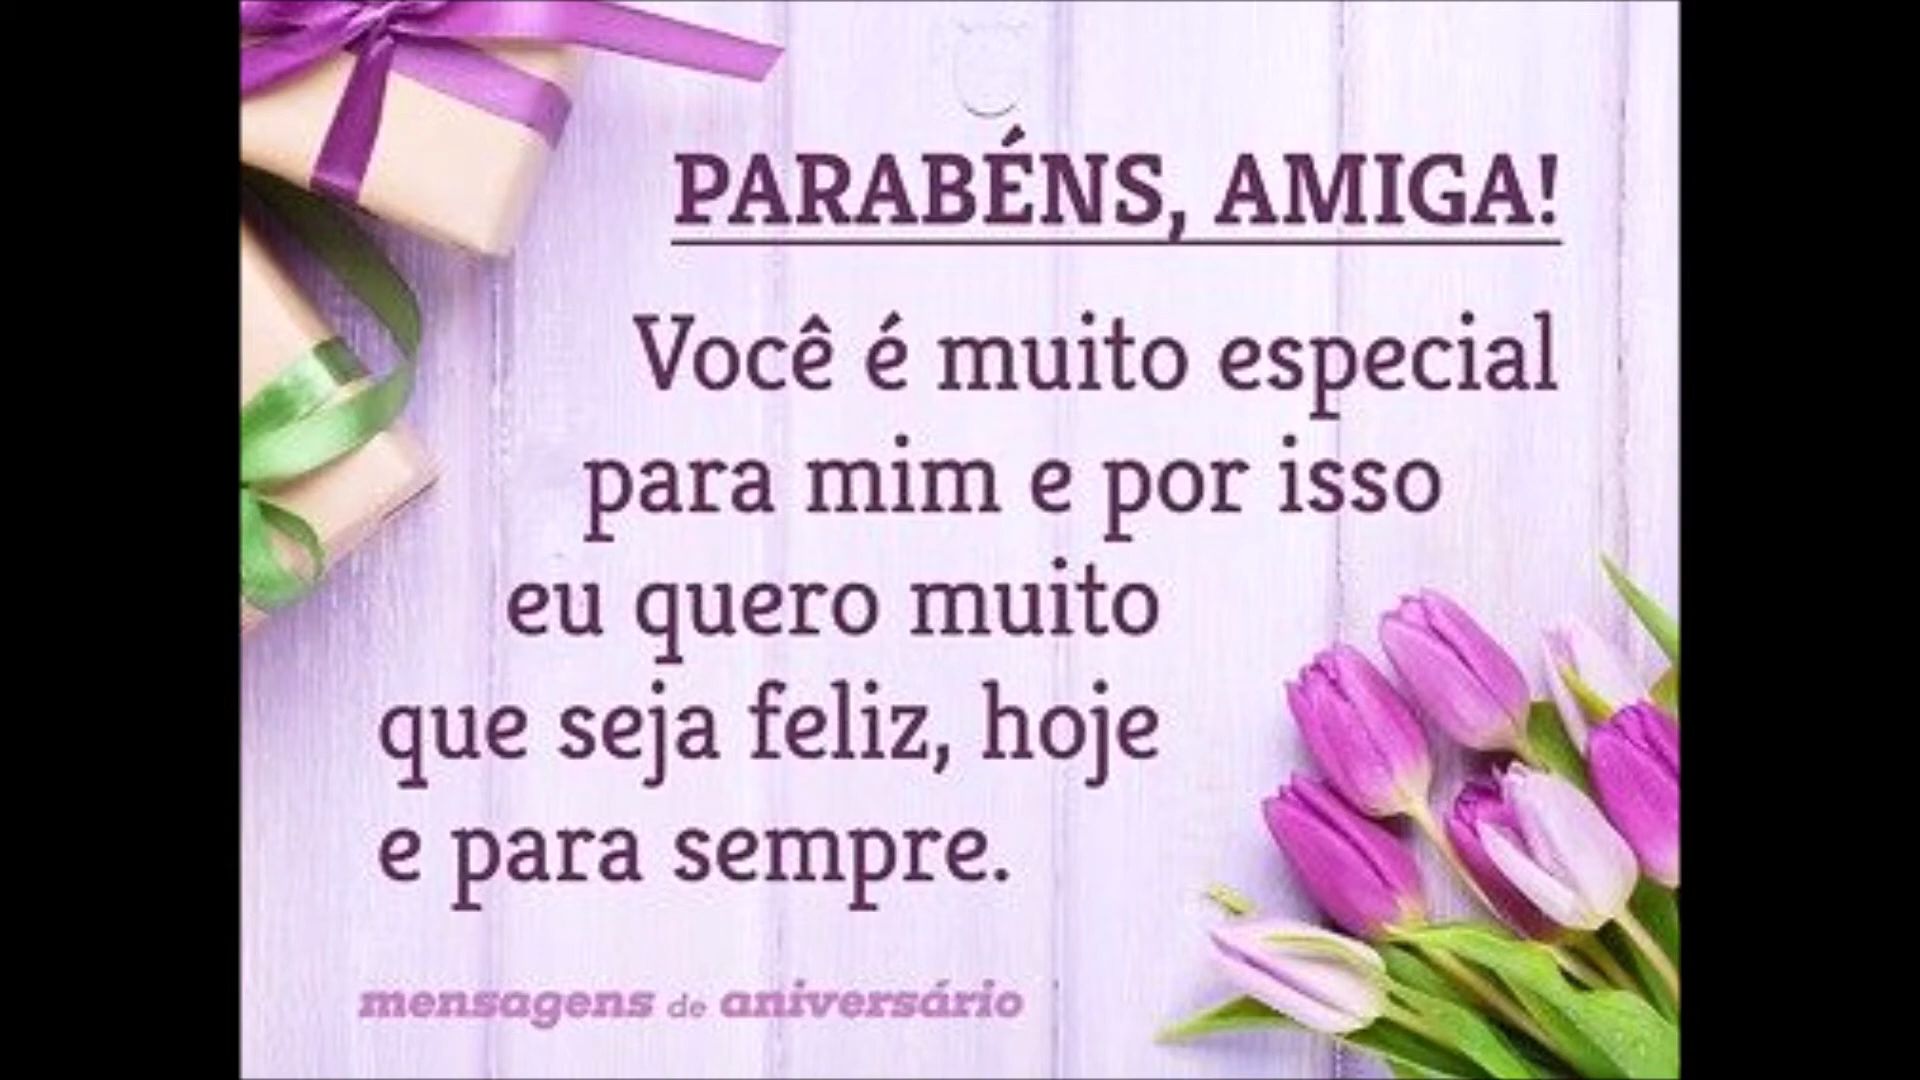 PARABÉNS, AMIGA!
Você é muito especial
para mim e por isso
eu quero muito
que seja feliz, hoje
e para sempre.
mensagens de aniversário